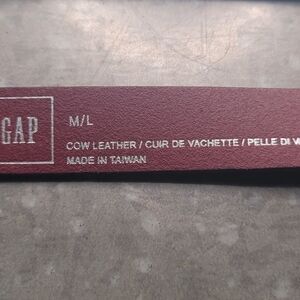 GAP
M/L
COW LEATHER / CUIR DE VACHETTE / PELLE DI
MADE IN TAIWAN